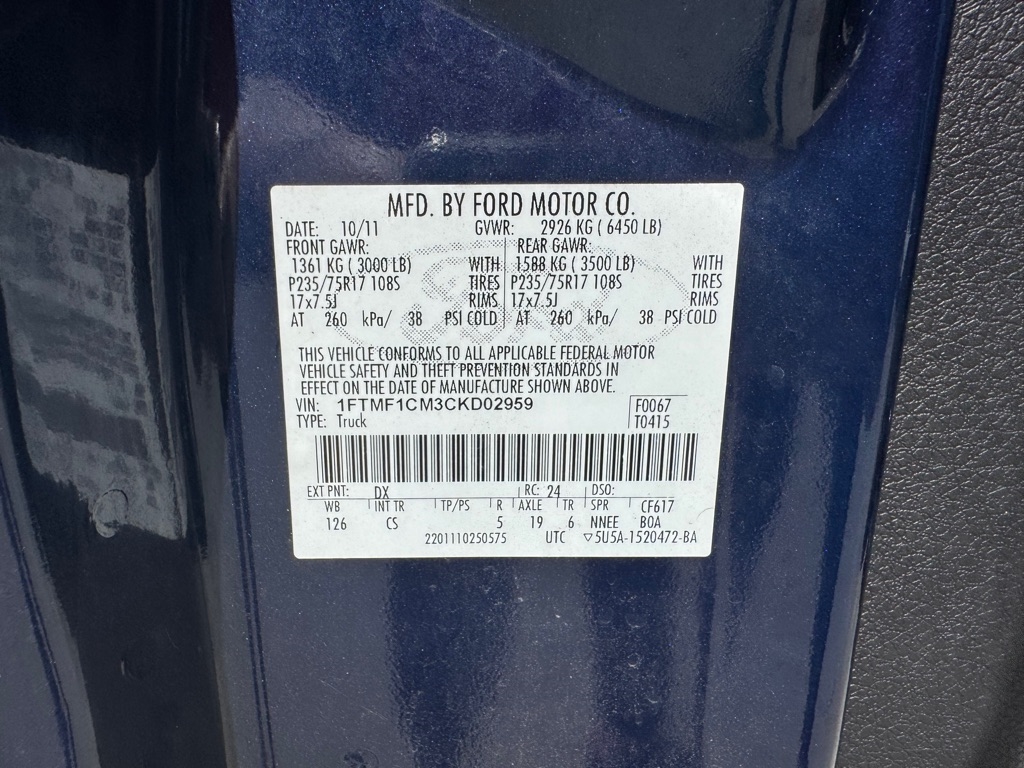 MFD. BY FORD MOTOR CO.
DATE: 10/11 GVWR: 2926 KG ( 6450 LB)
FRONT GAWR: REAR GAWR:
1361 KG ( 3000 LB) WITH 1588 KG ( 3500 LB) WITH
P235/75R17 108S TIRES P235/75R17 108S TIRES
17x7.5J RIMS 17x7.5J RIMS
AT 260 kPa/ 38 PSI COLD AT 260 kPa/ 38 PSI COLD
THIS VEHICLE CONFORMS TO ALL APPLICABLE FEDERAL MOTOR
VEHICLE SAFETY AND THEFT PREVENTION STANDARDS IN
EFFECT ON THE DATE OF MANUFACTURE SHOWN ABOVE.
VIN: 1FTMF1CM3CKD02959 F0067
TYPE: Truck T0415
EXT PNT: DX RC: 24 DSO:
WB INT TR TP/PS R AXLE TR SPR CF617
126 CS 5 19 6 NNEE BOA
2201110250575 UTC ▽5U5A-1520472-BA